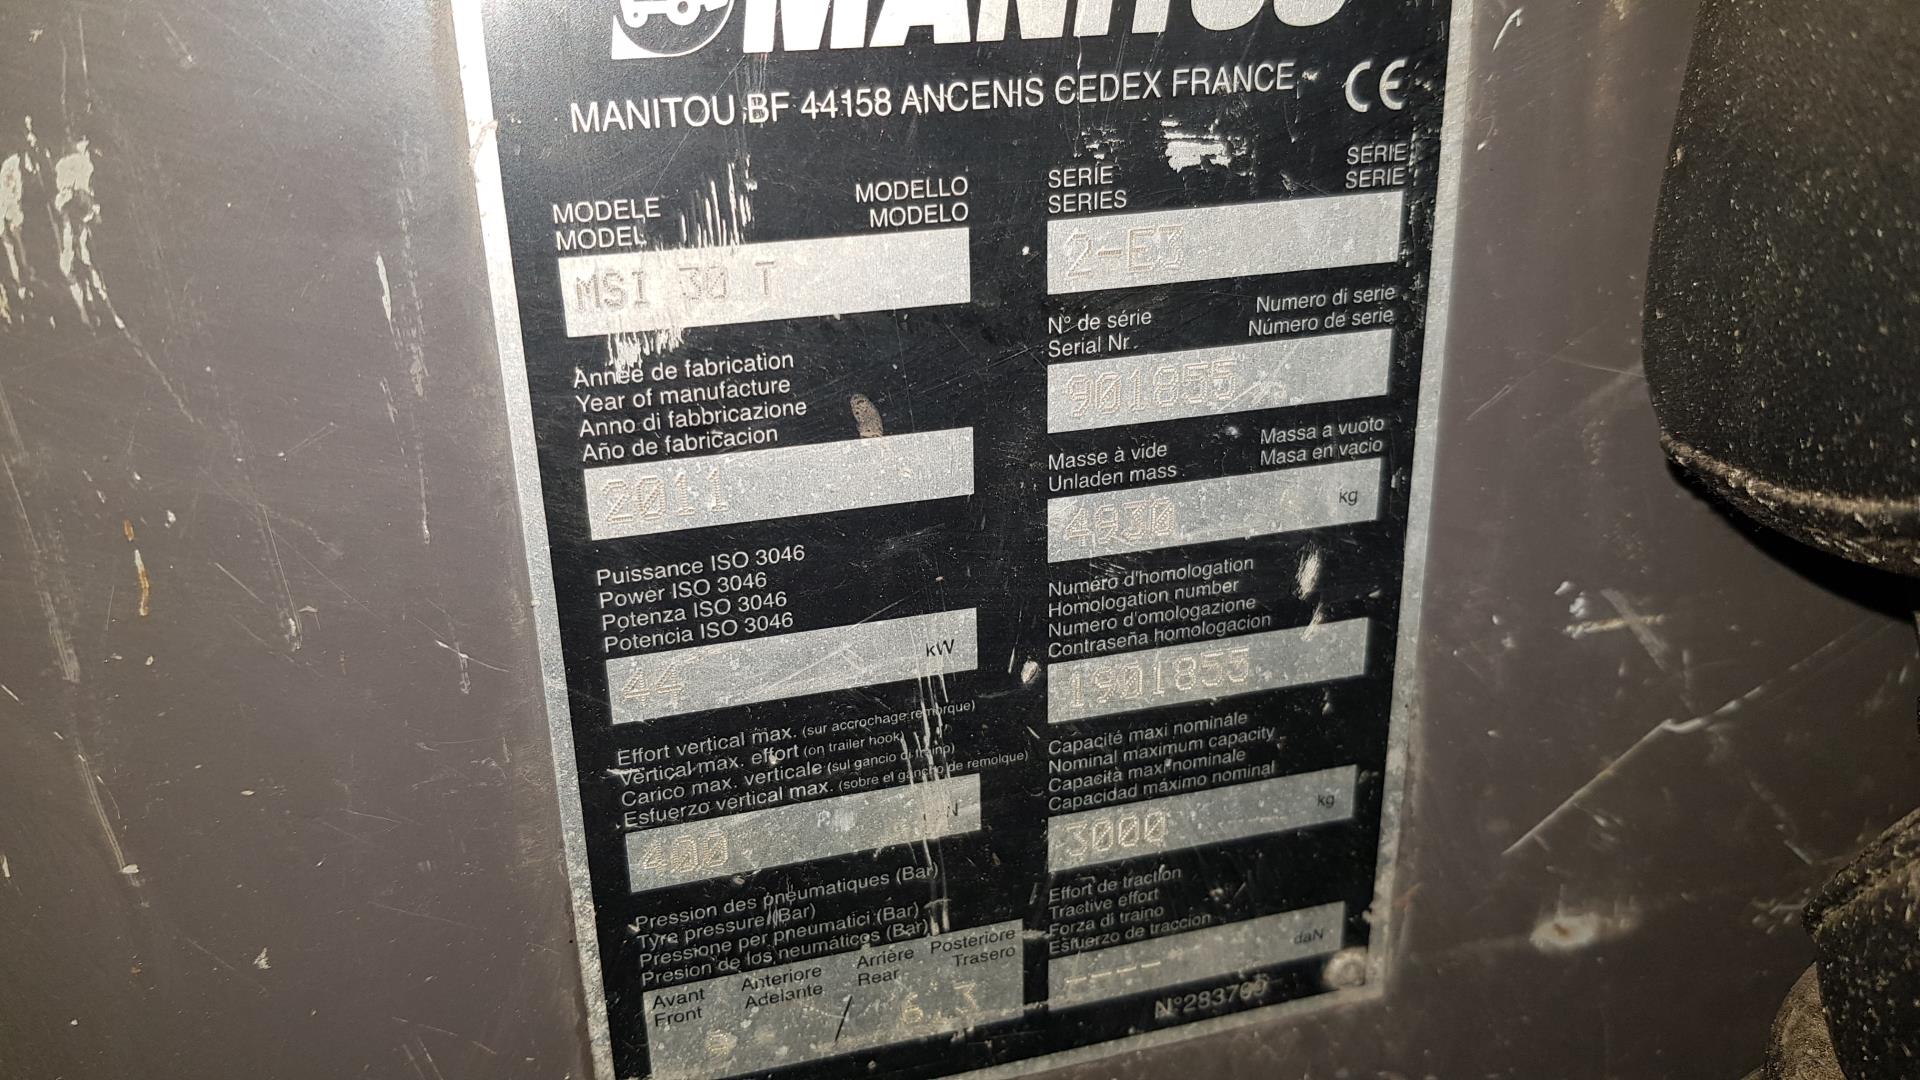 MANITOU
MANITOU BF 44158 ANCENIS CEDEX FRANCE CE
MODELE MODELLO
MODEL MODELO
MSI 30 T
Année de fabrication
Year of manufacture
Anno di fabbricazione
Año de fabricacion
2011
Puissance ISO 3046
Power ISO 3046
Potenza ISO 3046
Potencia ISO 3046
44 kW
Effort vertical max. (sur accrochage remorque)
Vertical max. effort (on trailer hook)
Carico max. verticale (sul gancio di traino)
Esfuerzo vertical max. (sobre el gancho de remolque)
400 N
Pression des pneumatiques (Bar)
Tyre pressure (Bar)
Pressione per pneumatici (Bar)
Presion de los neumáticos (Bar)
Avant Anteriore Arrière Posteriore
Front Adelante Rear Trasero
/ 6.3
SERIE SERIE
SERIES SERIE
2-E3
N° de série Numero di serie
Serial Nr. Número de serie
901855
Masse à vide Massa a vuoto
Unladen mass Masa en vacio
4930 kg
Numéro d'homologation
Homologation number
Numero d'omologazione
Contraseña homologacion
1901855
Capacité maxi nominale
Nominal maximum capacity
Capacità maxi nominale
Capacidad máximo nominal
3000 kg
Effort de traction
Tractive effort
Forza di traino
Esfuerzo de traccion
---- daN
N°283769